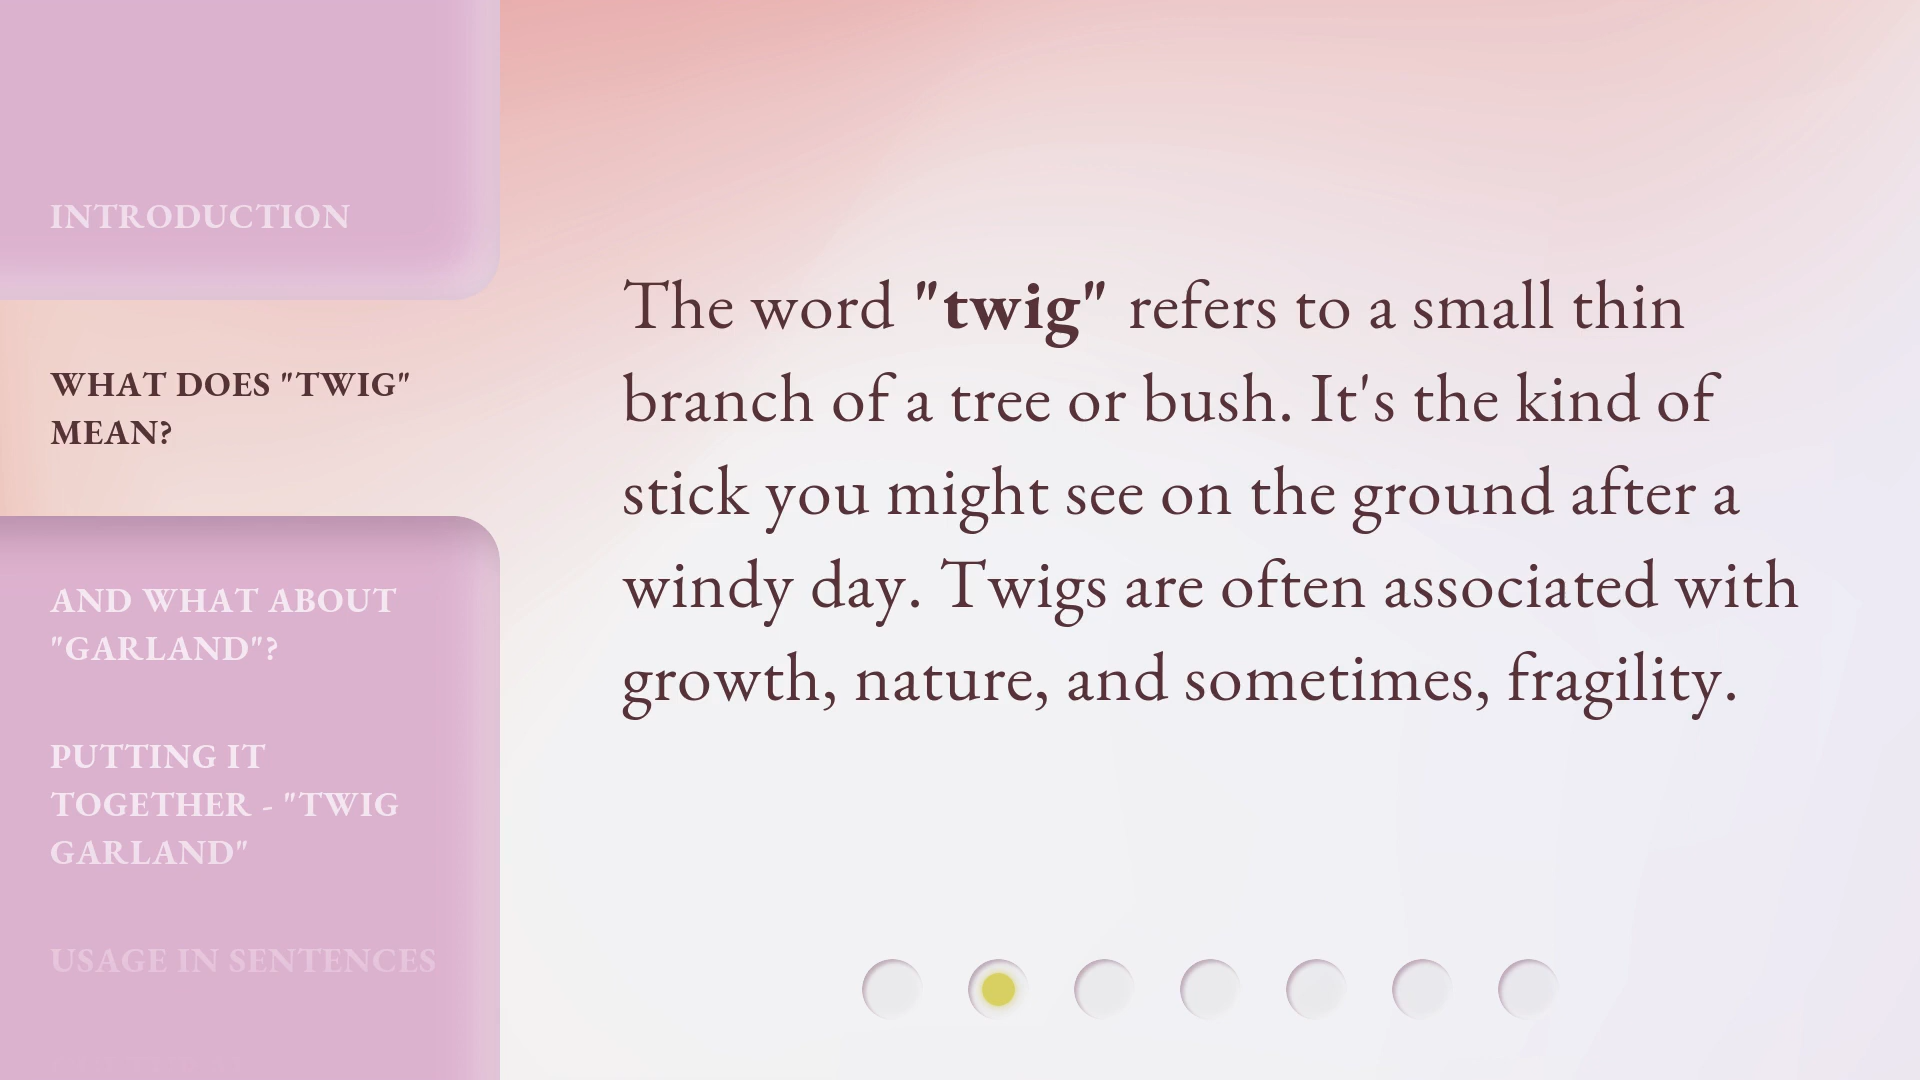 INTRODUCTION
WHAT DOES "TWIG"
MEAN?
AND WHAT ABOUT
"GARLAND"?
PUTTING IT
TOGETHER - "TWIG
GARLAND"
USAGE IN SENTENCES
The word "twig" refers to a small thin
branch of a tree or bush. It's the kind of
stick you might see on the ground after a
windy day. Twigs are often associated with
growth, nature, and sometimes, fragility.